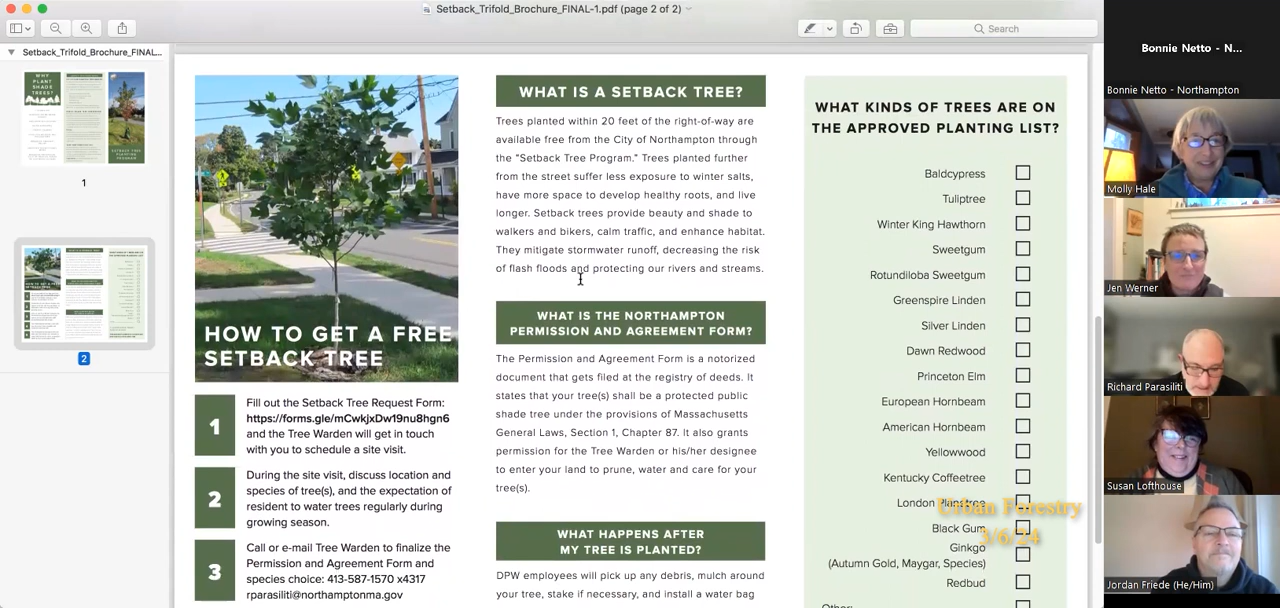 Setback_Trifold_Brochure_FINAL-1.pdf (page 2 of 2)
Search
Setback_Trifold_Brochure_FINAL...
1
2
HOW TO GET A FREE
SETBACK TREE
1
Fill out the Setback Tree Request Form:
https://forms.gle/mCwkjxDw19nu8hgn6
and the Tree Warden will get in touch
with you to schedule a site visit.
2
During the site visit, discuss location and
species of tree(s), and the expectation of
resident to water trees regularly during
growing season.
3
Call or e-mail Tree Warden to finalize the
Permission and Agreement Form and
species choice: 413-587-1570 x4317
rparasiliti@northamptonma.gov
WHAT IS A SETBACK TREE?
Trees planted within 20 feet of the right-of-way are
available within the City of Northampton through
the "Setback Tree Program." Trees planted further
from the street suffer less exposure to winter salts,
have more space to develop healthy roots, and live
longer. Setback trees provide beauty and shade to
walkers and bikers, calm traffic, and enhance habitat.
They slow stormwater runoff, decreasing the risk
of flash floods and protecting our rivers and streams.
WHAT IS THE NORTHAMPTON
PERMISSION AND AGREEMENT FORM?
The Permission and Agreement Form is a notorized
document that gets filed at the registry of deeds. It
states that your tree(s) shall be a protected public
shade tree under the provisions of Massachusetts
General Laws, Section 1, Chapter 87. It also grants
permission for the Tree Warden or his/her designee
to enter your land to prune, water and care for your
tree(s).
WHAT HAPPENS AFTER
MY TREE IS PLANTED?
DPW employees will pick up any debris, mulch around
your tree, stake if necessary, and install a water bag
WHAT KINDS OF TREES ARE ON
THE APPROVED PLANTING LIST?
Baldcypress
Tuliptree
Winter King Hawthorn
Sweetgum
Rotundiloba Sweetgum
Greenspire Linden
Silver Linden
Dawn Redwood
Princeton Elm
European Hornbeam
American Hornbeam
Yellowwood
Kentucky Coffeetree
London Planetree
Black Gum
Ginkgo
(Autumn Gold, Maygar, Species)
Redbud
Other:
Urban Forestry
3/6/24
Bonnie Netto - N...
Bonnie Netto - Northampton
Molly Hale
Jen Werner
Richard Parasiliti
Susan Lofthouse
Jordan Friede (He/Him)